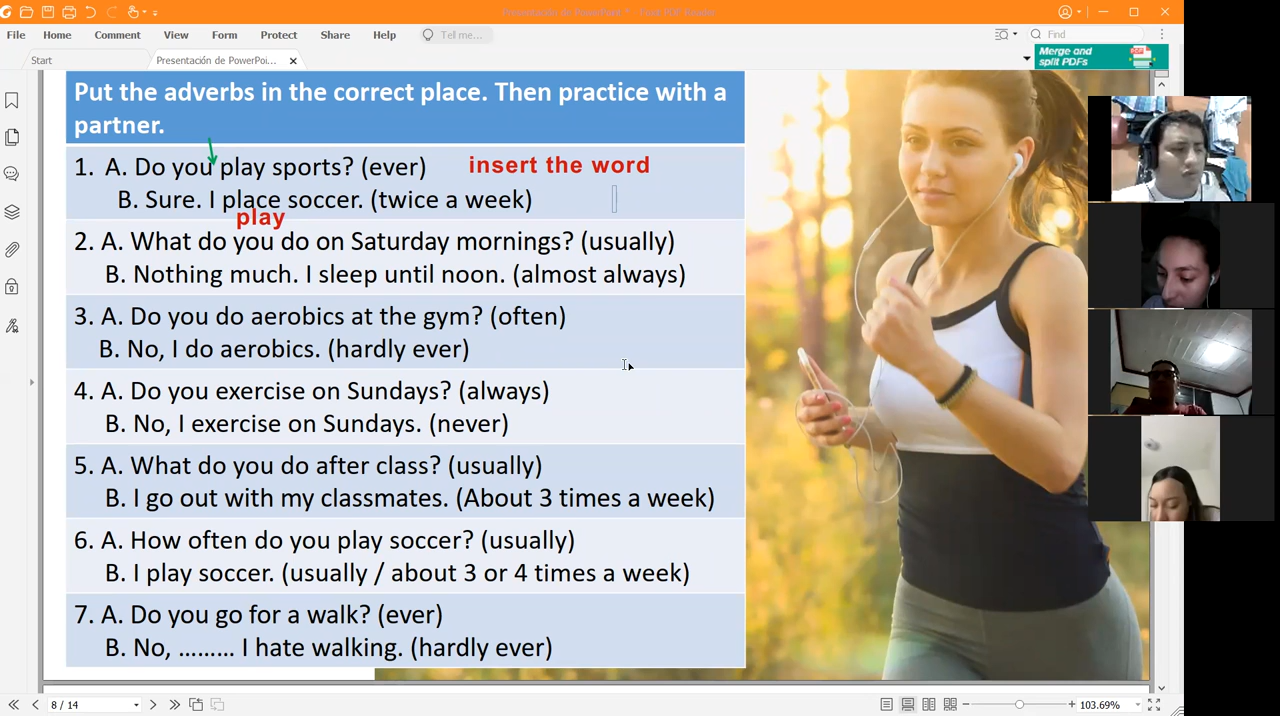 Presentación de PowerPoint * - Foxit PDF Reader
File Home Comment View Form Protect Share Help Tell me... Find
Start Presentación de PowerPoi...
Merge and split PDFs
Put the adverbs in the correct place. Then practice with a
partner.
1. A. Do you play sports? (ever) insert the word
B. Sure. I place soccer. (twice a week)
play
2. A. What do you do on Saturday mornings? (usually)
B. Nothing much. I sleep until noon. (almost always)
3. A. Do you do aerobics at the gym? (often)
B. No, I do aerobics. (hardly ever)
4. A. Do you exercise on Sundays? (always)
B. No, I exercise on Sundays. (never)
5. A. What do you do after class? (usually)
B. I go out with my classmates. (About 3 times a week)
6. A. How often do you play soccer? (usually)
B. I play soccer. (usually / about 3 or 4 times a week)
7. A. Do you go for a walk? (ever)
B. No, ......... I hate walking. (hardly ever)
8 / 14 103.69%